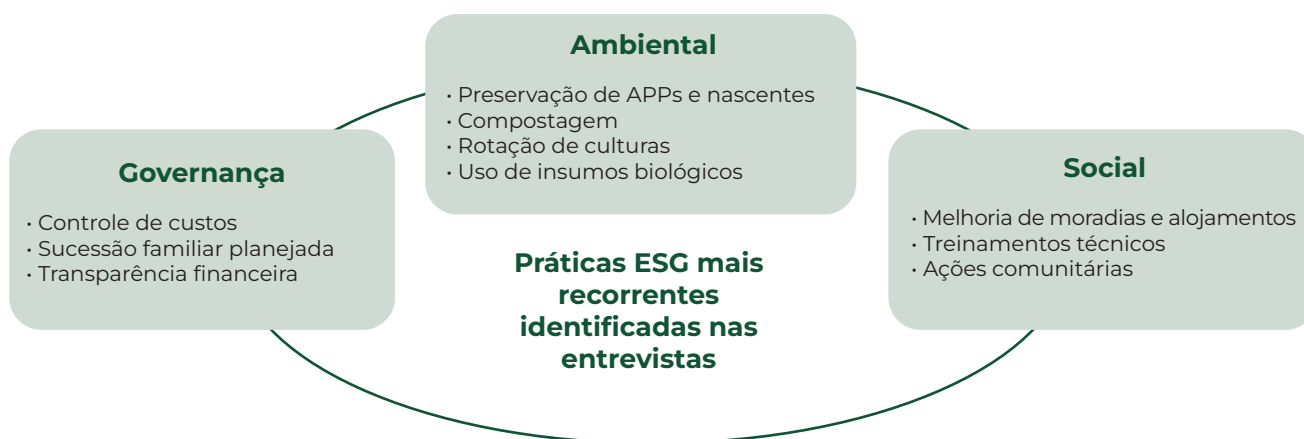 Ambiental
• Preservação de APPs e nascentes
• Compostagem
• Rotação de culturas
• Uso de insumos biológicos
Governança
• Controle de custos
• Sucessão familiar planejada
• Transparência financeira
Social
• Melhoria de moradias e alojamentos
• Treinamentos técnicos
• Ações comunitárias
Práticas ESG mais
recorrentes
identificadas nas
entrevistas